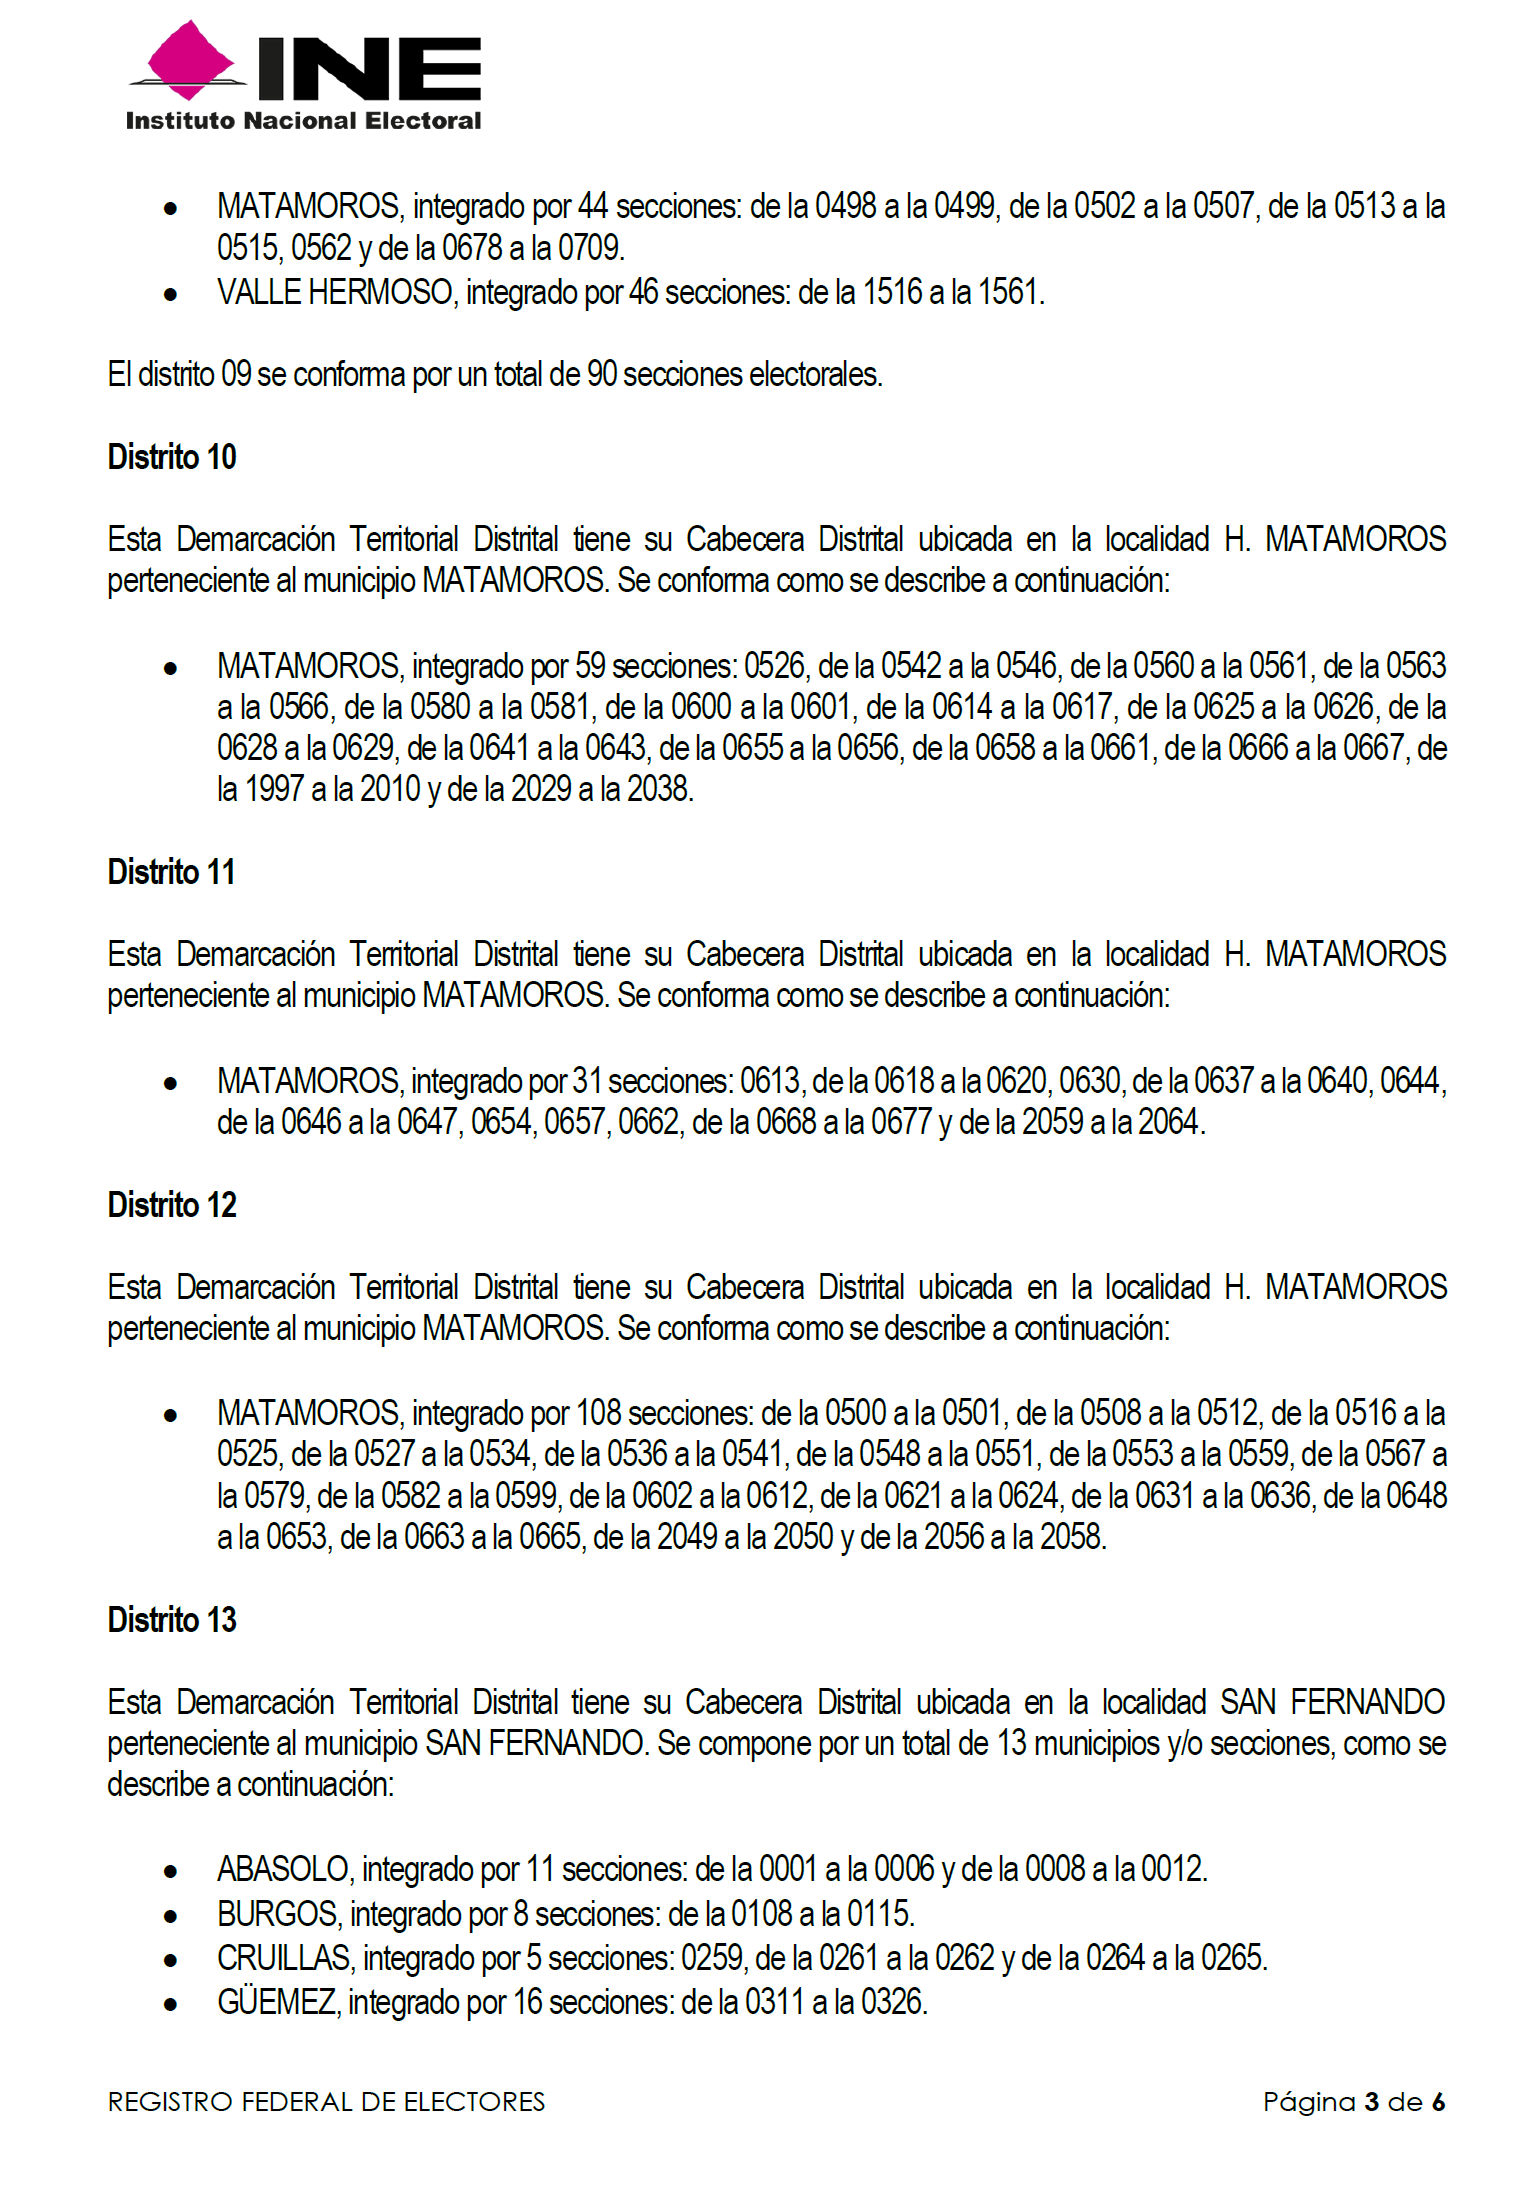 INE
Instituto Nacional Electoral
● MATAMOROS, integrado por 44 secciones: de la 0498 a la 0499, de la 0502 a la 0507, de la 0513 a la
0515, 0562 y de la 0678 a la 0709.
● VALLE HERMOSO, integrado por 46 secciones: de la 1516 a la 1561.
El distrito 09 se conforma por un total de 90 secciones electorales.
Distrito 10
Esta Demarcación Territorial Distrital tiene su Cabecera Distrital ubicada en la localidad H. MATAMOROS
perteneciente al municipio MATAMOROS. Se conforma como se describe a continuación:
● MATAMOROS, integrado por 59 secciones: 0526, de la 0542 a la 0546, de la 0560 a la 0561, de la 0563
a la 0566, de la 0580 a la 0581, de la 0600 a la 0601, de la 0614 a la 0617, de la 0625 a la 0626, de la
0628 a la 0629, de la 0641 a la 0643, de la 0655 a la 0656, de la 0658 a la 0661, de la 0666 a la 0667, de
la 1997 a la 2010 y de la 2029 a la 2038.
Distrito 11
Esta Demarcación Territorial Distrital tiene su Cabecera Distrital ubicada en la localidad H. MATAMOROS
perteneciente al municipio MATAMOROS. Se conforma como se describe a continuación:
● MATAMOROS, integrado por 31 secciones: 0613, de la 0618 a la 0620, 0630, de la 0637 a la 0640, 0644,
de la 0646 a la 0647, 0654, 0657, 0662, de la 0668 a la 0677 y de la 2059 a la 2064.
Distrito 12
Esta Demarcación Territorial Distrital tiene su Cabecera Distrital ubicada en la localidad H. MATAMOROS
perteneciente al municipio MATAMOROS. Se conforma como se describe a continuación:
● MATAMOROS, integrado por 108 secciones: de la 0500 a la 0501, de la 0508 a la 0512, de la 0516 a la
0525, de la 0527 a la 0534, de la 0536 a la 0541, de la 0548 a la 0551, de la 0553 a la 0559, de la 0567 a
la 0579, de la 0582 a la 0599, de la 0602 a la 0612, de la 0621 a la 0624, de la 0631 a la 0636, de la 0648
a la 0653, de la 0663 a la 0665, de la 2049 a la 2050 y de la 2056 a la 2058.
Distrito 13
Esta Demarcación Territorial Distrital tiene su Cabecera Distrital ubicada en la localidad SAN FERNANDO
perteneciente al municipio SAN FERNANDO. Se compone por un total de 13 municipios y/o secciones, como se
describe a continuación:
● ABASOLO, integrado por 11 secciones: de la 0001 a la 0006 y de la 0008 a la 0012.
● BURGOS, integrado por 8 secciones: de la 0108 a la 0115.
● CRUILLAS, integrado por 5 secciones: 0259, de la 0261 a la 0262 y de la 0264 a la 0265.
● GÜEMEZ, integrado por 16 secciones: de la 0311 a la 0326.
REGISTRO FEDERAL DE ELECTORES Página 3 de 6